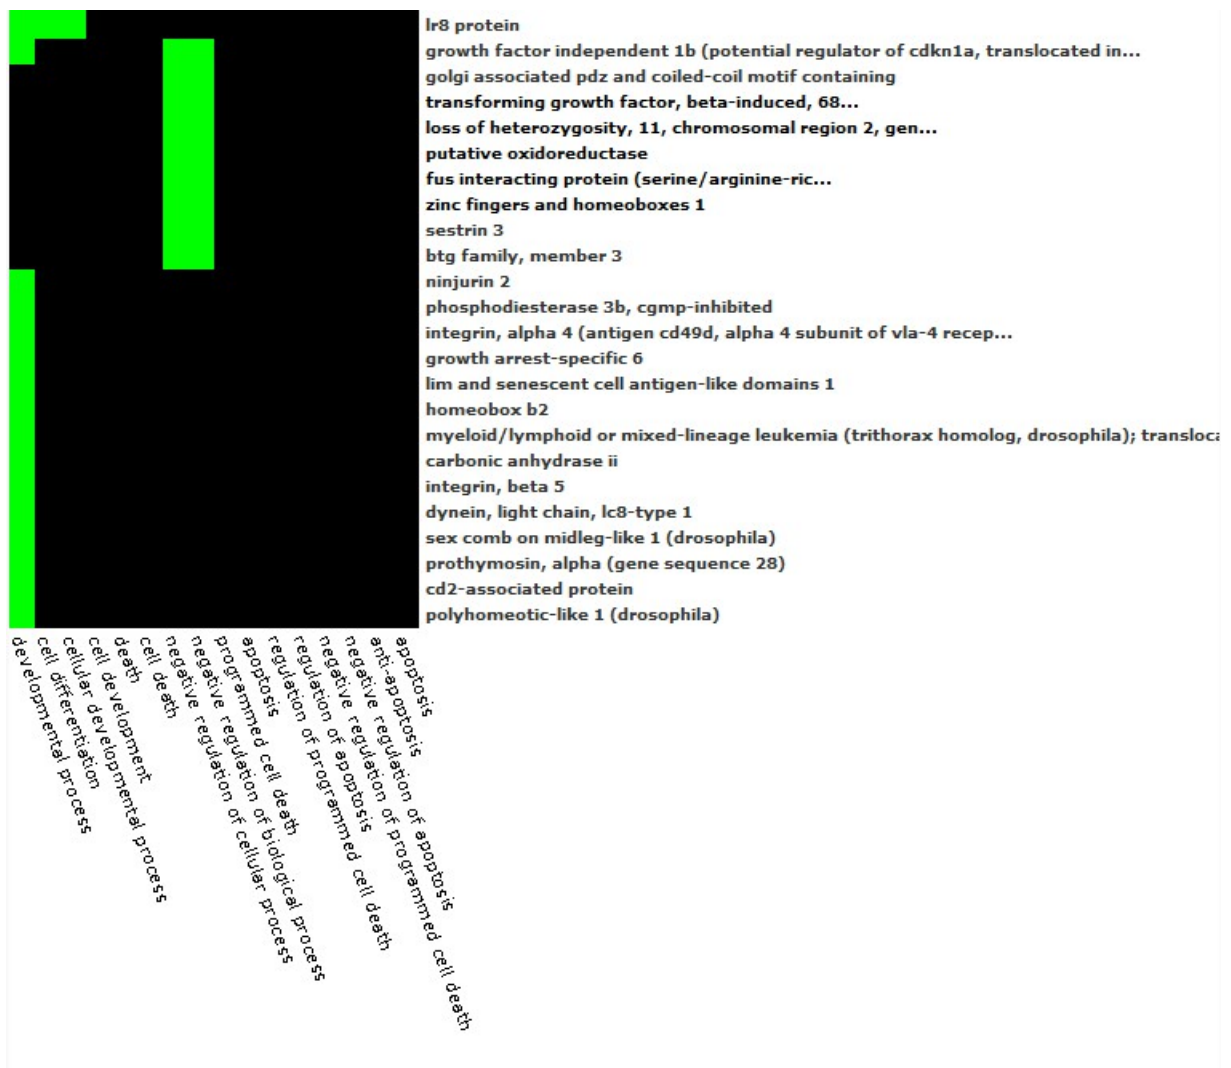 lr8 protein
growth factor independent 1b (potential regulator of cdkn1a, translocated in...
golgi associated pdz and coiled-coil motif containing
transforming growth factor, beta-induced, 68...
loss of heterozygosity, 11, chromosomal region 2, gen...
putative oxidoreductase
fus interacting protein (serine/arginine-ric...
zinc fingers and homeoboxes 1
sestrin 3
btg family, member 3
ninjurin 2
phosphodiesterase 3b, cgmp-inhibited
integrin, alpha 4 (antigen cd49d, alpha 4 subunit of vla-4 recep...
growth arrest-specific 6
lim and senescent cell antigen-like domains 1
homeobox b2
myeloid/lymphoid or mixed-lineage leukemia (trithorax homolog, drosophila); transloc
carbonic anhydrase ii
integrin, beta 5
dynein, light chain, lc8-type 1
sex comb on midleg-like 1 (drosophila)
prothymosin, alpha (gene sequence 28)
cd2-associated protein
polyhomeotic-like 1 (drosophila)
developmental process
cell differentiation
cellular developmental process
cell development
death
cell death
negative regulation of cellular process
negative regulation of biological process
programmed cell death
apoptosis
regulation of programmed cell death
regulation of apoptosis
negative regulation of programmed cell death
negative regulation of apoptosis
anti-apoptosis
apoptosis